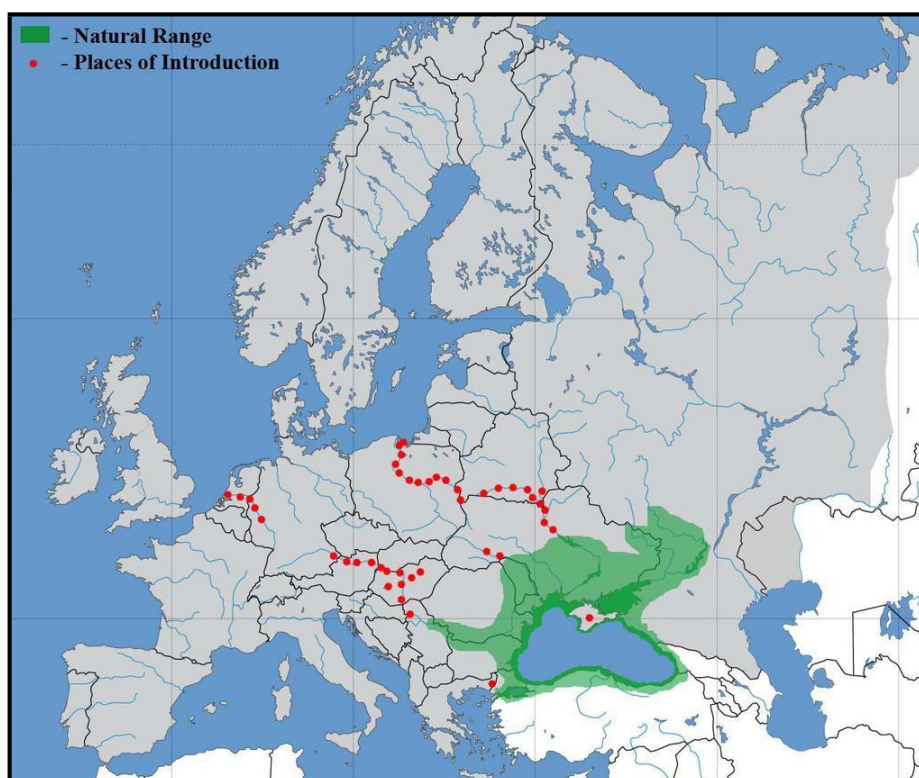 - Natural Range
- Places of Introduction